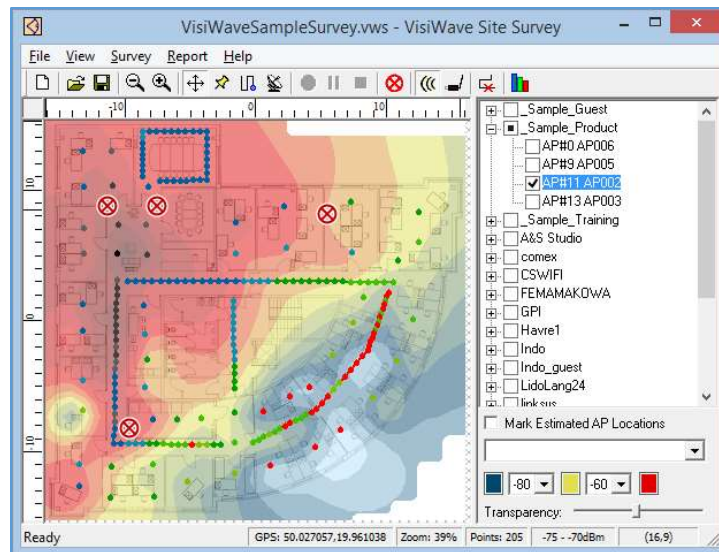 VisiWaveSampleSurvey.vws - VisiWave Site Survey
File View Survey Report Help
-10 0 10
10
0
-10
_Sample_Guest
_Sample_Product
AP#0 AP006
AP#9 AP005
AP#11 AP002
AP#13 AP003
_Sample_Training
A&S Studio
comex
CSWIFI
FEMAMAKOWA
GPI
Havre1
Indo
Indo_guest
LidoLang24
linksys
Mark Estimated AP Locations
-80 -60
Transparency:
Ready GPS: 50.027057,19.961038 Zoom: 39% Points: 205 -75 - -70dBm (16,9)